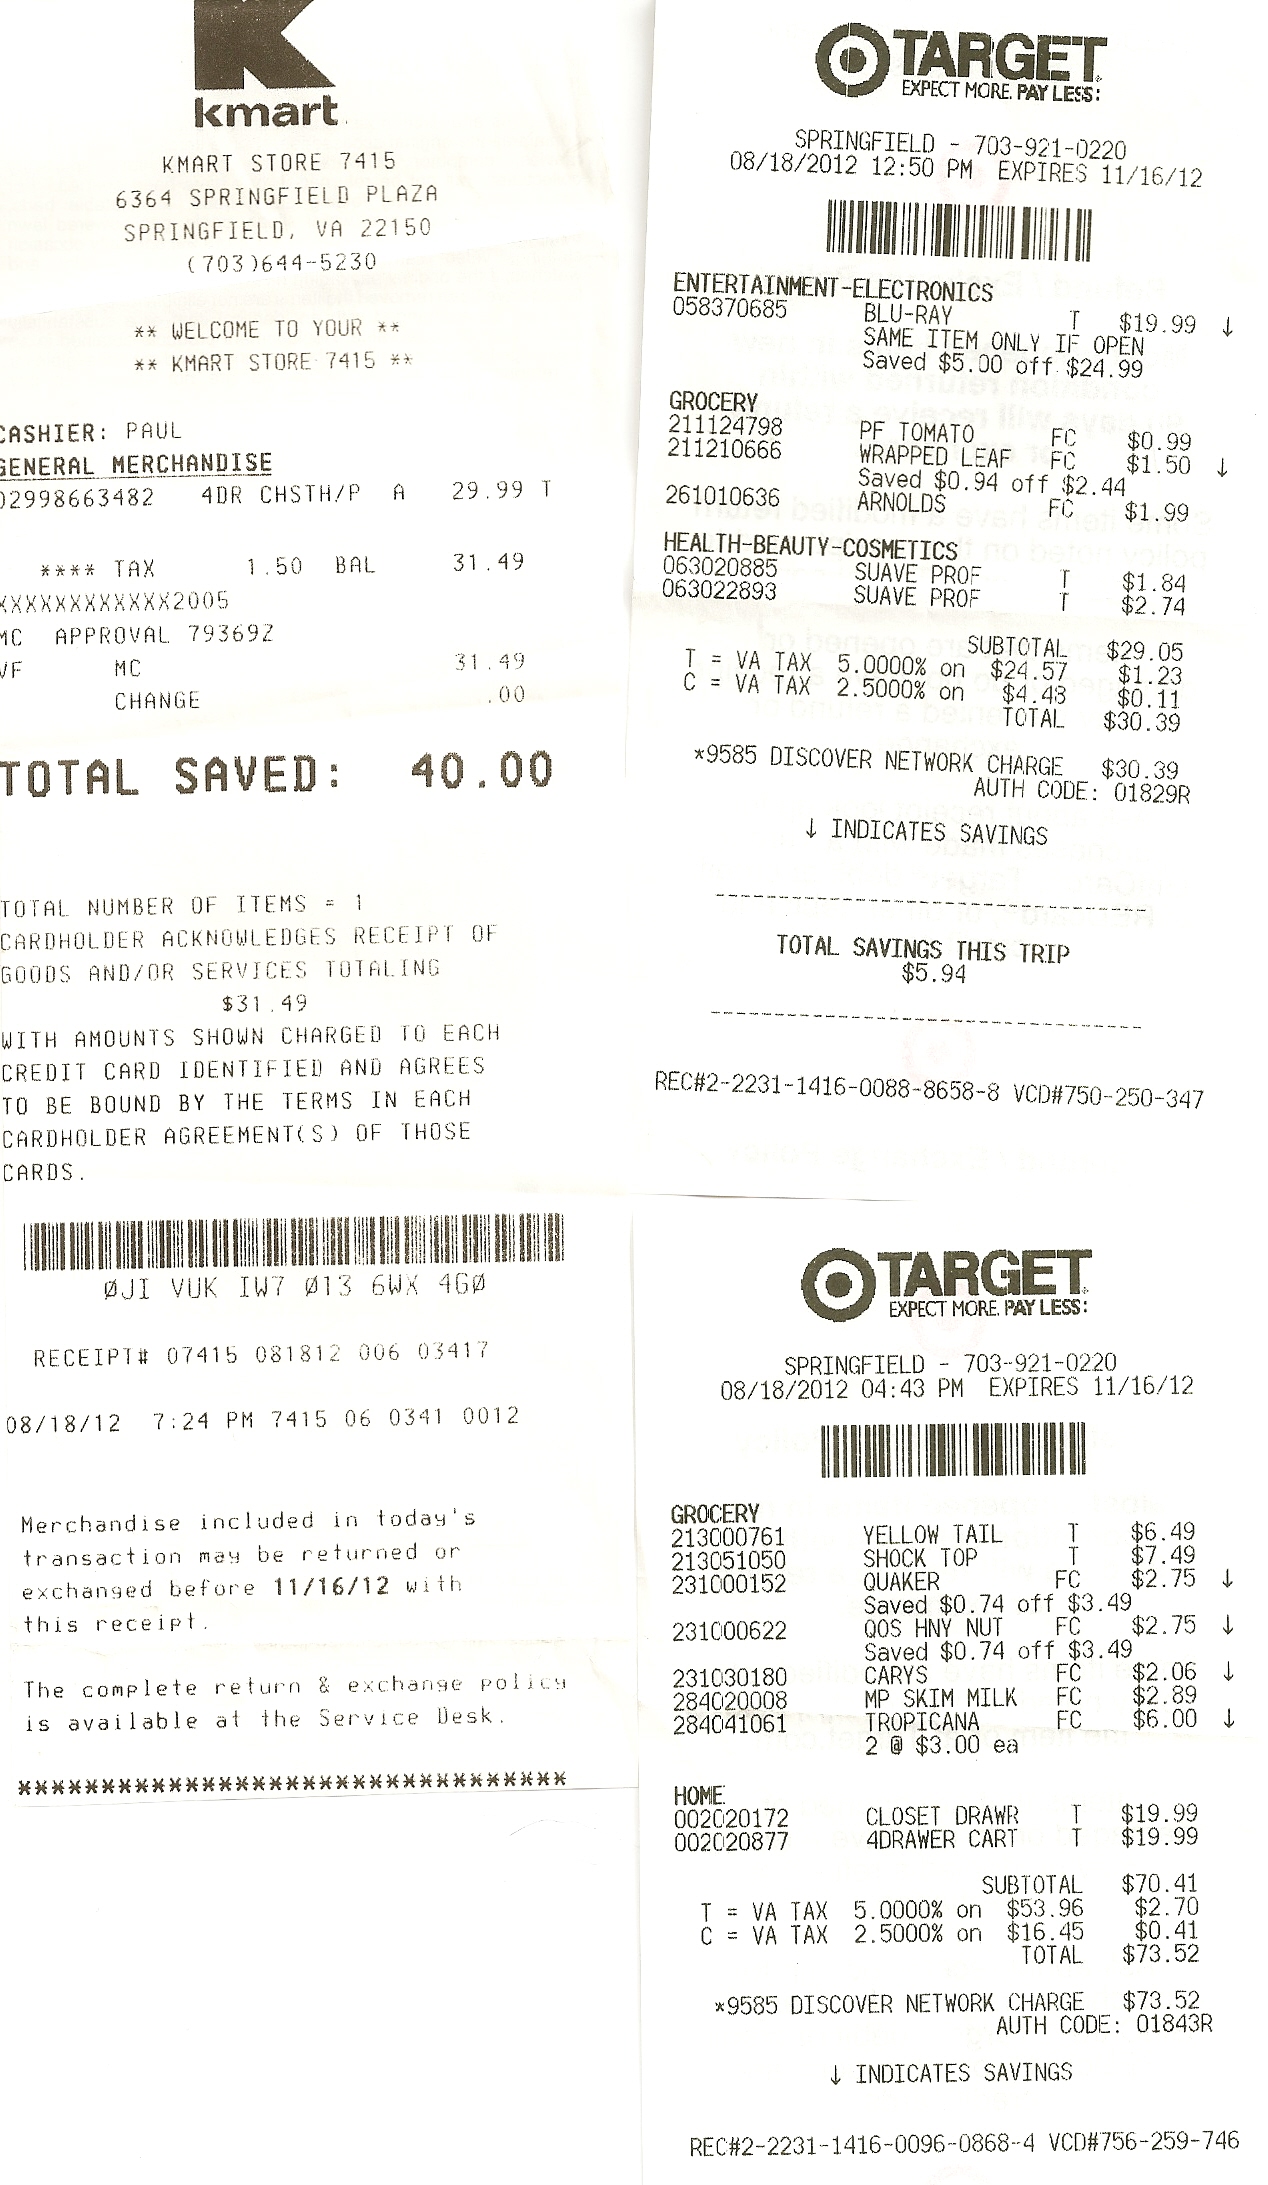 kmart
KMART STORE 7415
6364 SPRINGFIELD PLAZA
SPRINGFIELD, VA 22150
(703)644-5230
** WELCOME TO YOUR **
** KMART STORE 7415 **
CASHIER: PAUL
GENERAL MERCHANDISE
02998663482 4DR CHSTH/P A 29.99 T
**** TAX 1.50 BAL 31.49
XXXXXXXXXXXX2005
MC APPROVAL 79369Z
VF MC 31.49
CHANGE .00
TOTAL SAVED: 40.00
TOTAL NUMBER OF ITEMS = 1
CARDHOLDER ACKNOWLEDGES RECEIPT OF
GOODS AND/OR SERVICES TOTALING
$31.49
WITH AMOUNTS SHOWN CHARGED TO EACH
CREDIT CARD IDENTIFIED AND AGREES
TO BE BOUND BY THE TERMS IN EACH
CARDHOLDER AGREEMENT(S) OF THOSE
CARDS.
ØJI VUK IW7 Ø13 6WX 4GØ
RECEIPT# 07415 081812 006 03417
08/18/12 7:24 PM 7415 06 0341 0012
Merchandise included in today's
transaction may be returned or
exchanged before 11/16/12 with
this receipt.
The complete return & exchange policy
is available at the Service Desk.
*********************************
TARGET
EXPECT MORE. PAY LESS.
SPRINGFIELD - 703-921-0220
08/18/2012 12:50 PM EXPIRES 11/16/12
ENTERTAINMENT-ELECTRONICS
058370685 BLU-RAY T $19.99 ↓
SAME ITEM ONLY IF OPEN
Saved $5.00 off $24.99
GROCERY
211124798 PF TOMATO FC $0.99
211210666 WRAPPED LEAF FC $1.50 ↓
Saved $0.94 off $2.44
261010636 ARNOLDS FC $1.99
HEALTH-BEAUTY-COSMETICS
063020885 SUAVE PROF T $1.84
063022893 SUAVE PROF T $2.74
SUBTOTAL $29.05
T = VA TAX 5.0000% on $24.57 $1.23
C = VA TAX 2.5000% on $4.48 $0.11
TOTAL $30.39
*9585 DISCOVER NETWORK CHARGE $30.39
AUTH CODE: 01829R
↓ INDICATES SAVINGS
TOTAL SAVINGS THIS TRIP
$5.94
REC#2-2231-1416-0088-8658-8 VCD#750-250-347
TARGET
EXPECT MORE. PAY LESS.
SPRINGFIELD - 703-921-0220
08/18/2012 04:43 PM EXPIRES 11/16/12
GROCERY
213000761 YELLOW TAIL T $6.49
213051050 SHOCK TOP T $7.49
231000152 QUAKER FC $2.75 ↓
Saved $0.74 off $3.49
231000622 QOS HNY NUT FC $2.75 ↓
Saved $0.74 off $3.49
231030180 CARYS FC $2.06 ↓
284020008 MP SKIM MILK FC $2.89
284041061 TROPICANA FC $6.00 ↓
2 @ $3.00 ea
HOME
002020172 CLOSET DRAWR T $19.99
002020877 4DRAWER CART T $19.99
SUBTOTAL $70.41
T = VA TAX 5.0000% on $53.96 $2.70
C = VA TAX 2.5000% on $16.45 $0.41
TOTAL $73.52
*9585 DISCOVER NETWORK CHARGE $73.52
AUTH CODE: 01843R
↓ INDICATES SAVINGS
REC#2-2231-1416-0096-0868-4 VCD#756-259-746